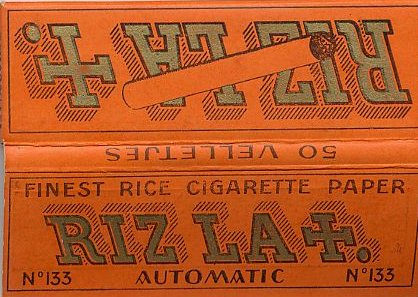 RIZ LA +.
50 VELLETJES
FINEST RICE CIGARETTE PAPER
RIZ LA +.
Nº133 AUTOMATIC Nº133